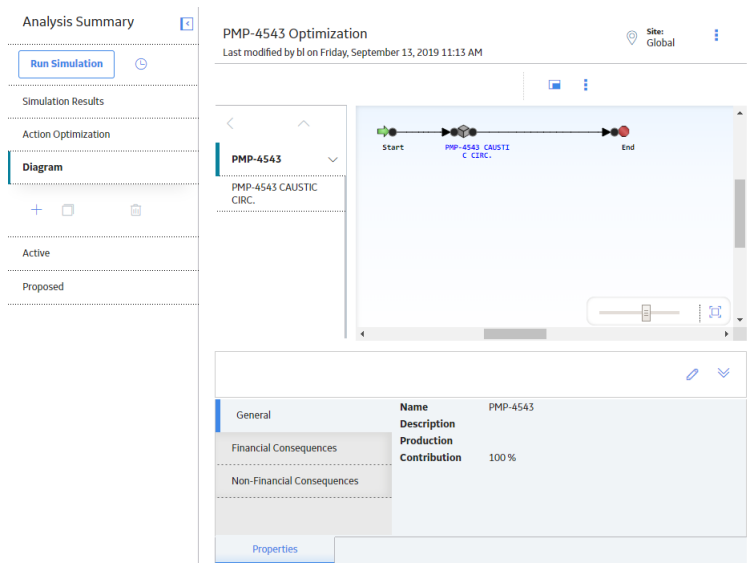 Analysis Summary
Run Simulation
Simulation Results
Action Optimization
Diagram
Active
Proposed
PMP-4543 Optimization
Last modified by bl on Friday, September 13, 2019 11:13 AM
Site:
Global
PMP-4543
PMP-4543 CAUSTIC
CIRC.
Start
PMP-4543 CAUSTI
C CIRC.
End
General
Financial Consequences
Non-Financial Consequences
Name PMP-4543
Description
Production
Contribution 100 %
Properties